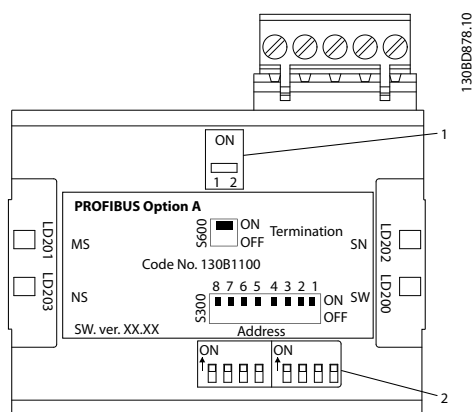 130BD878.10
1
ON
1 2
PROFIBUS Option A
S600
ON
OFF
Termination
LD201
MS
SN
LD202
Code No. 130B1100
LD203
NS
8 7 6 5 4 3 2 1
S300
ON
OFF
SW
LD200
SW. ver. XX.XX
Address
ON
ON
2